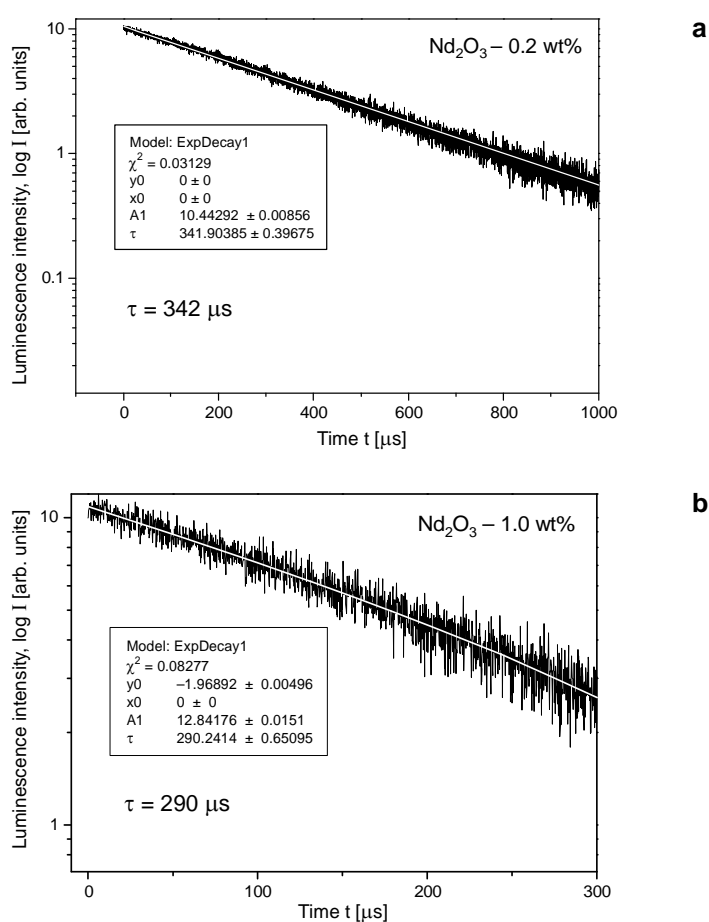 a
Nd₂O₃ – 0.2 wt%
Luminescence intensity, log I [arb. units]
10
1
0.1
Model: ExpDecay1
χ² = 0.03129
y0 0 ± 0
x0 0 ± 0
A1 10.44292 ± 0.00856
τ 341.90385 ± 0.39675
τ = 342 μs
0 200 400 600 800 1000
Time t [μs]
b
Nd₂O₃ – 1.0 wt%
Luminescence intensity, log I [arb. units]
10
1
Model: ExpDecay1
χ² = 0.08277
y0 –1.96892 ± 0.00496
x0 0 ± 0
A1 12.84176 ± 0.0151
τ 290.2414 ± 0.65095
τ = 290 μs
0 100 200 300
Time t [μs]